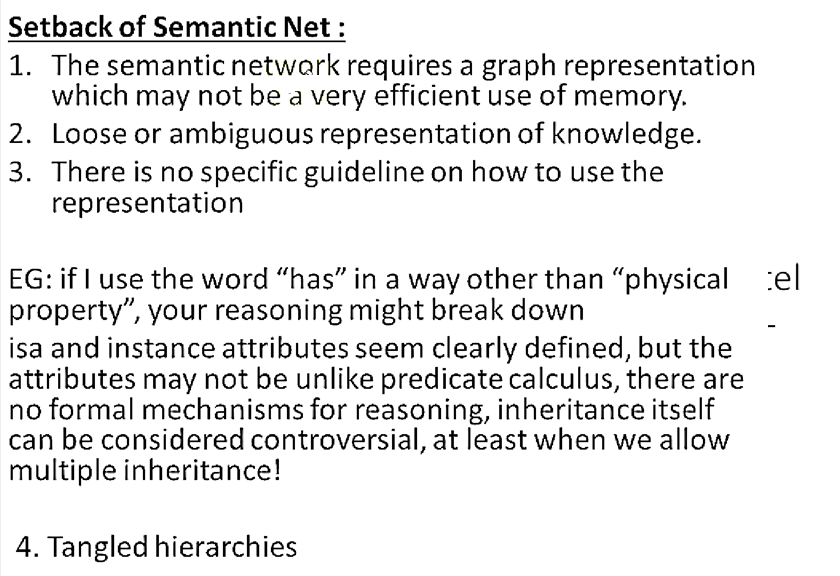 Setback of Semantic Net :
1. The semantic network requires a graph representation
which may not be a very efficient use of memory.
2. Loose or ambiguous representation of knowledge.
3. There is no specific guideline on how to use the
representation
EG: if I use the word “has” in a way other than “physical
property”, your reasoning might break down
isa and instance attributes seem clearly defined, but the
attributes may not be unlike predicate calculus, there are
no formal mechanisms for reasoning, inheritance itself
can be considered controversial, at least when we allow
multiple inheritance!
4. Tangled hierarchies